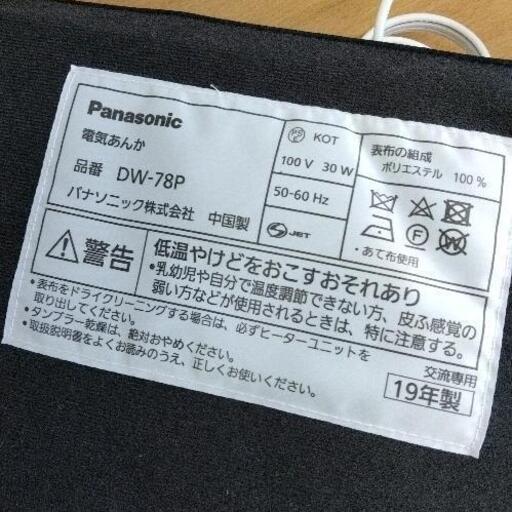 Panasonic
電気あんか
品番 DW-78P
パナソニック株式会社 中国製
PS E KOT
100 V 30 W
50-60 Hz
S JET
表布の組成
ポリエステル 100 %
F W
・あて布使用
警告
低温やけどをおこすおそれあり
・乳幼児や自分で温度調節できない方、皮ふ感覚の
弱い方などが使用されるときは、特に注意する。
・表布をドライクリーニングする場合は、必ずヒーターユニットを
取り出してください。
・タンブラー乾燥は、絶対おやめください。
・取扱説明書をよくお読みのうえ、正しくお使いください。
交流専用
19年製